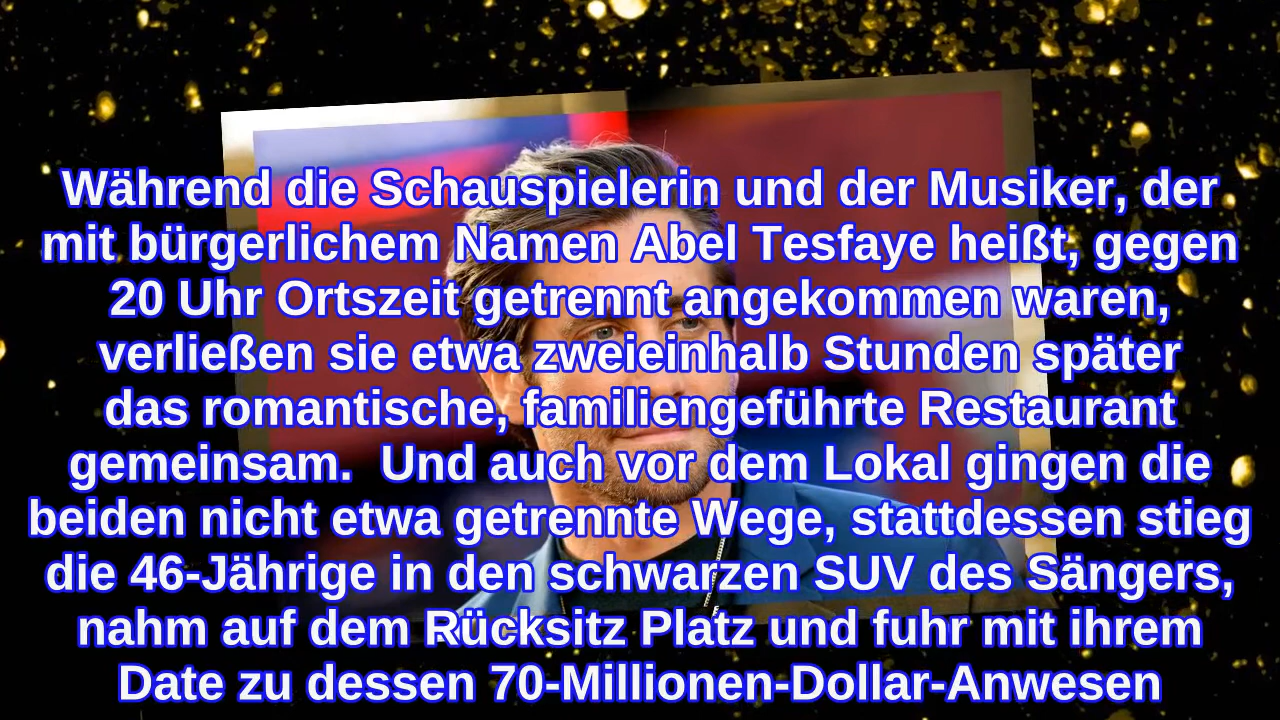 Während die Schauspielerin und der Musiker, der
mit bürgerlichem Namen Abel Tesfaye heißt, gegen
20 Uhr Ortszeit getrennt angekommen waren,
verließen sie etwa zweieinhalb Stunden später
das romantische, familiengeführte Restaurant
gemeinsam.  Und auch vor dem Lokal gingen die
beiden nicht etwa getrennte Wege, stattdessen stieg
die 46-Jährige in den schwarzen SUV des Sängers,
nahm auf dem Rücksitz Platz und fuhr mit ihrem
Date zu dessen 70-Millionen-Dollar-Anwesen